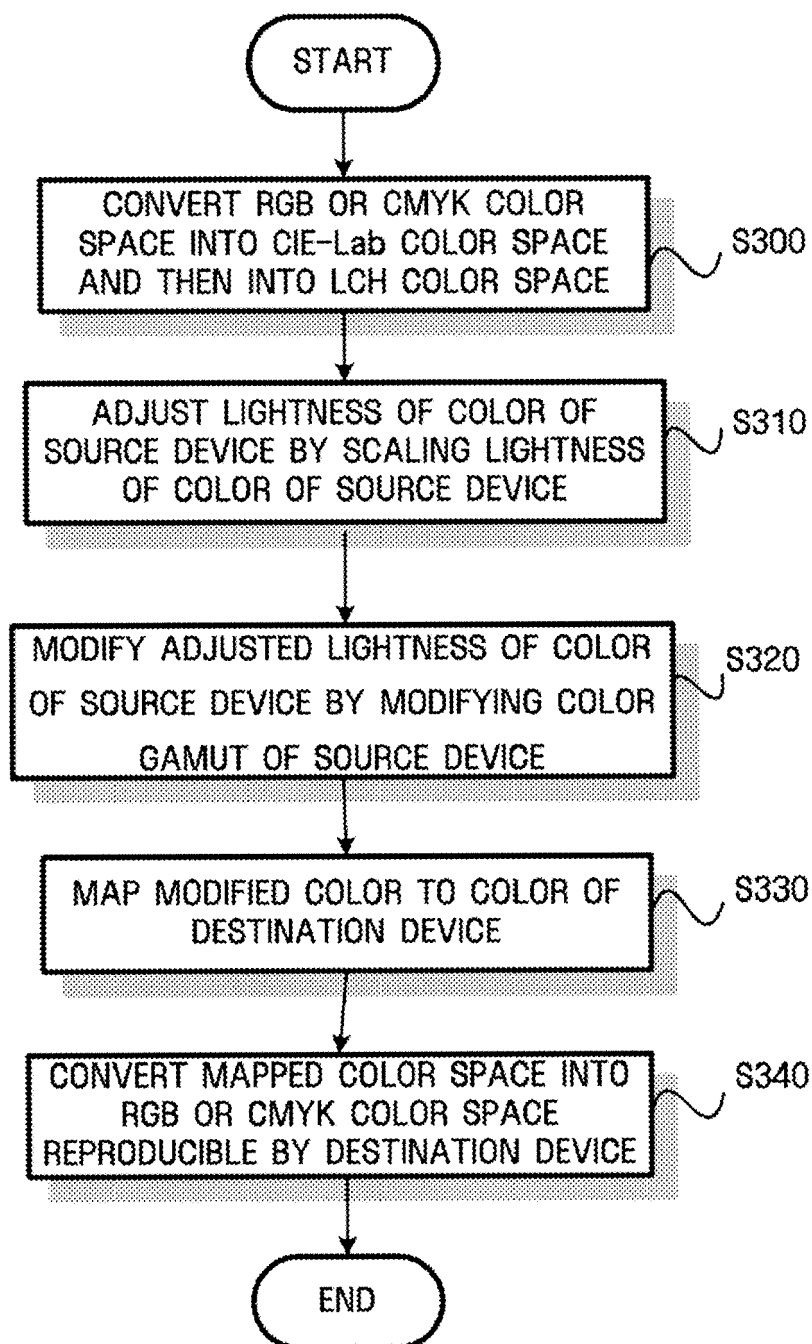 START
CONVERT RGB OR CMYK COLOR
SPACE INTO CIE-Lab COLOR SPACE
AND THEN INTO LCH COLOR SPACE
S300
ADJUST LIGHTNESS OF COLOR OF
SOURCE DEVICE BY SCALING LIGHTNESS
OF COLOR OF SOURCE DEVICE
S310
MODIFY ADJUSTED LIGHTNESS OF COLOR
OF SOURCE DEVICE BY MODIFYING COLOR
GAMUT OF SOURCE DEVICE
S320
MAP MODIFIED COLOR TO COLOR OF
DESTINATION DEVICE
S330
CONVERT MAPPED COLOR SPACE INTO
RGB OR CMYK COLOR SPACE
REPRODUCIBLE BY DESTINATION DEVICE
S340
END